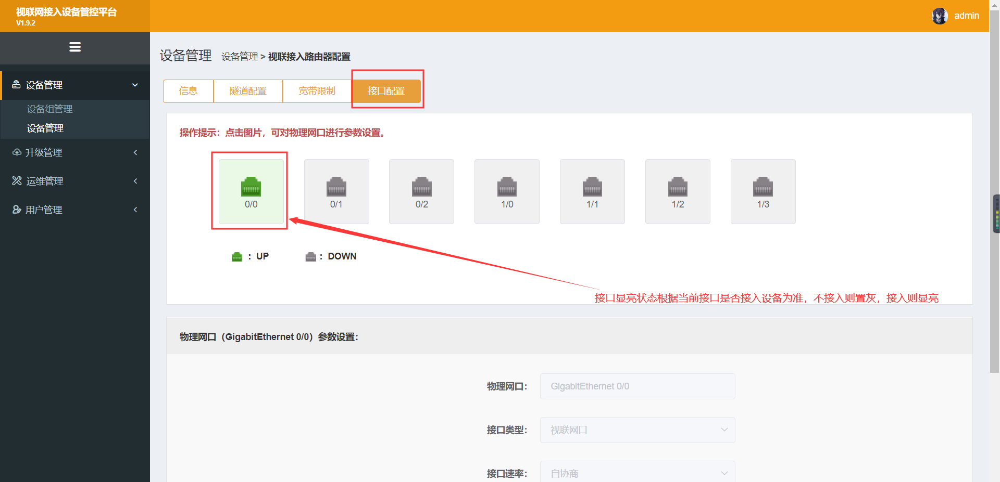 视联网接入设备管控平台
V1.9.2
admin
设备管理
设备组管理
设备管理
升级管理
运维管理
用户管理
设备管理 设备管理 > 视联接入路由器配置
信息 隧道配置 宽带限制 接口配置
操作提示：点击图片，可对物理网口进行参数设置。
0/0 0/1 0/2 1/0 1/1 1/2 1/3
： UP ： DOWN
接口显亮状态根据当前接口是否接入设备为准，不接入则置灰，接入则显亮
物理网口（GigabitEthernet 0/0）参数设置：
物理网口： GigabitEthernet 0/0
接口类型： 视联网口
接口速率： 自协商